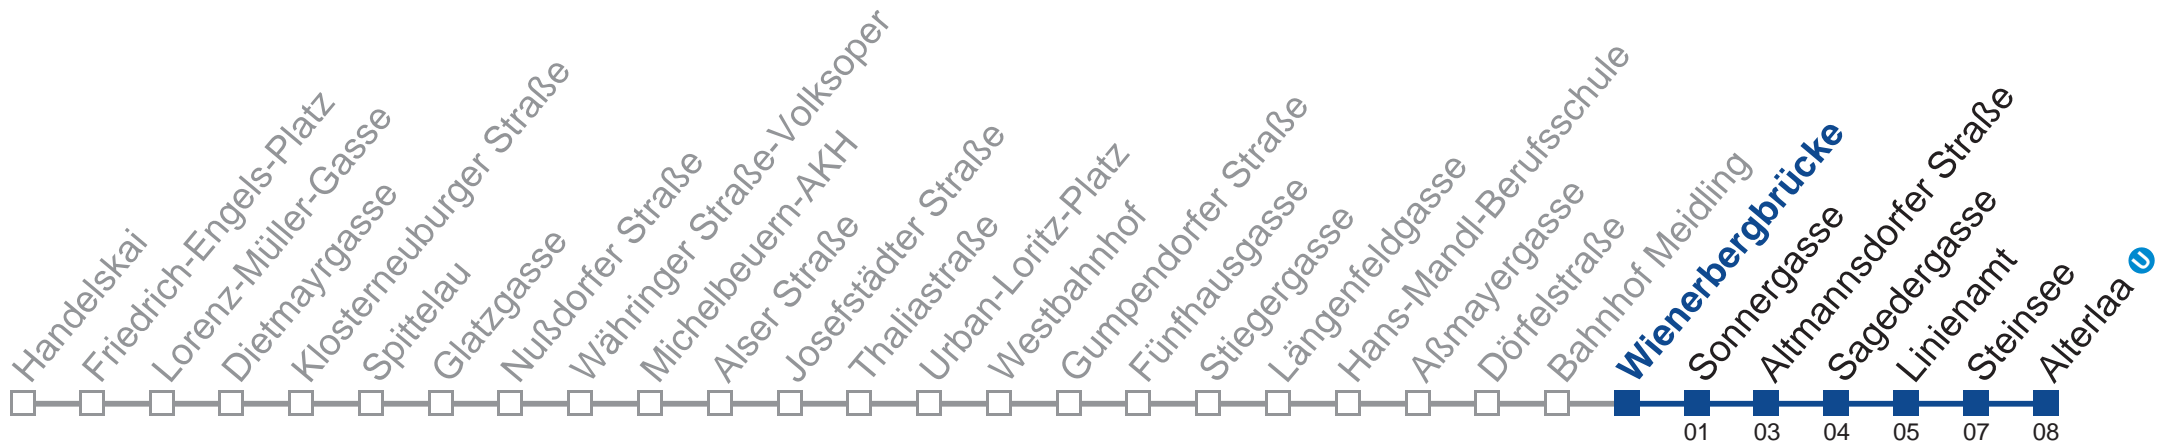 Handelskai
Friedrich-Engels-Platz
Lorenz-Müller-Gasse
Dietmayrgasse
Klosterneuburger Straße
Spittelau
Glatzgasse
Nußdorfer Straße
Währinger Straße-Volksoper
Michelbeuern-AKH
Alser Straße
Josefstädter Straße
Thaliastraße
Urban-Loritz-Platz
Westbahnhof
Gumpendorfer Straße
Fünfhausgasse
Stiegergasse
Längenfeldgasse
Hans-Mandl-Berufsschule
Aßmayergasse
Dörfelstraße
Bahnhof Meidling
Wienerbergbrücke
Sonnergasse
Altmannsdorfer Straße
Sagedergasse
Linienamt
Steinsee
Alterlaa U
01 03 04 05 07 08